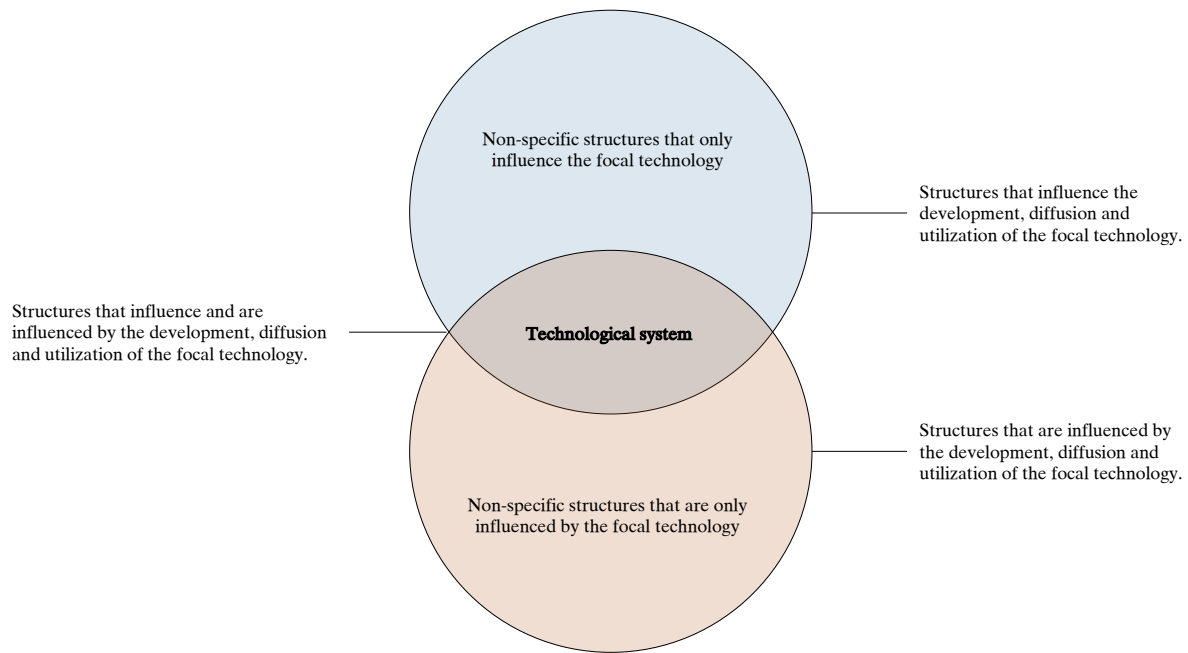 Non-specific structures that only
influence the focal technology
Structures that influence the
development, diffusion and
utilization of the focal technology.
Structures that influence and are
influenced by the development, diffusion
and utilization of the focal technology.
Technological system
Structures that are influenced by
the development, diffusion and
utilization of the focal technology.
Non-specific structures that are only
influenced by the focal technology